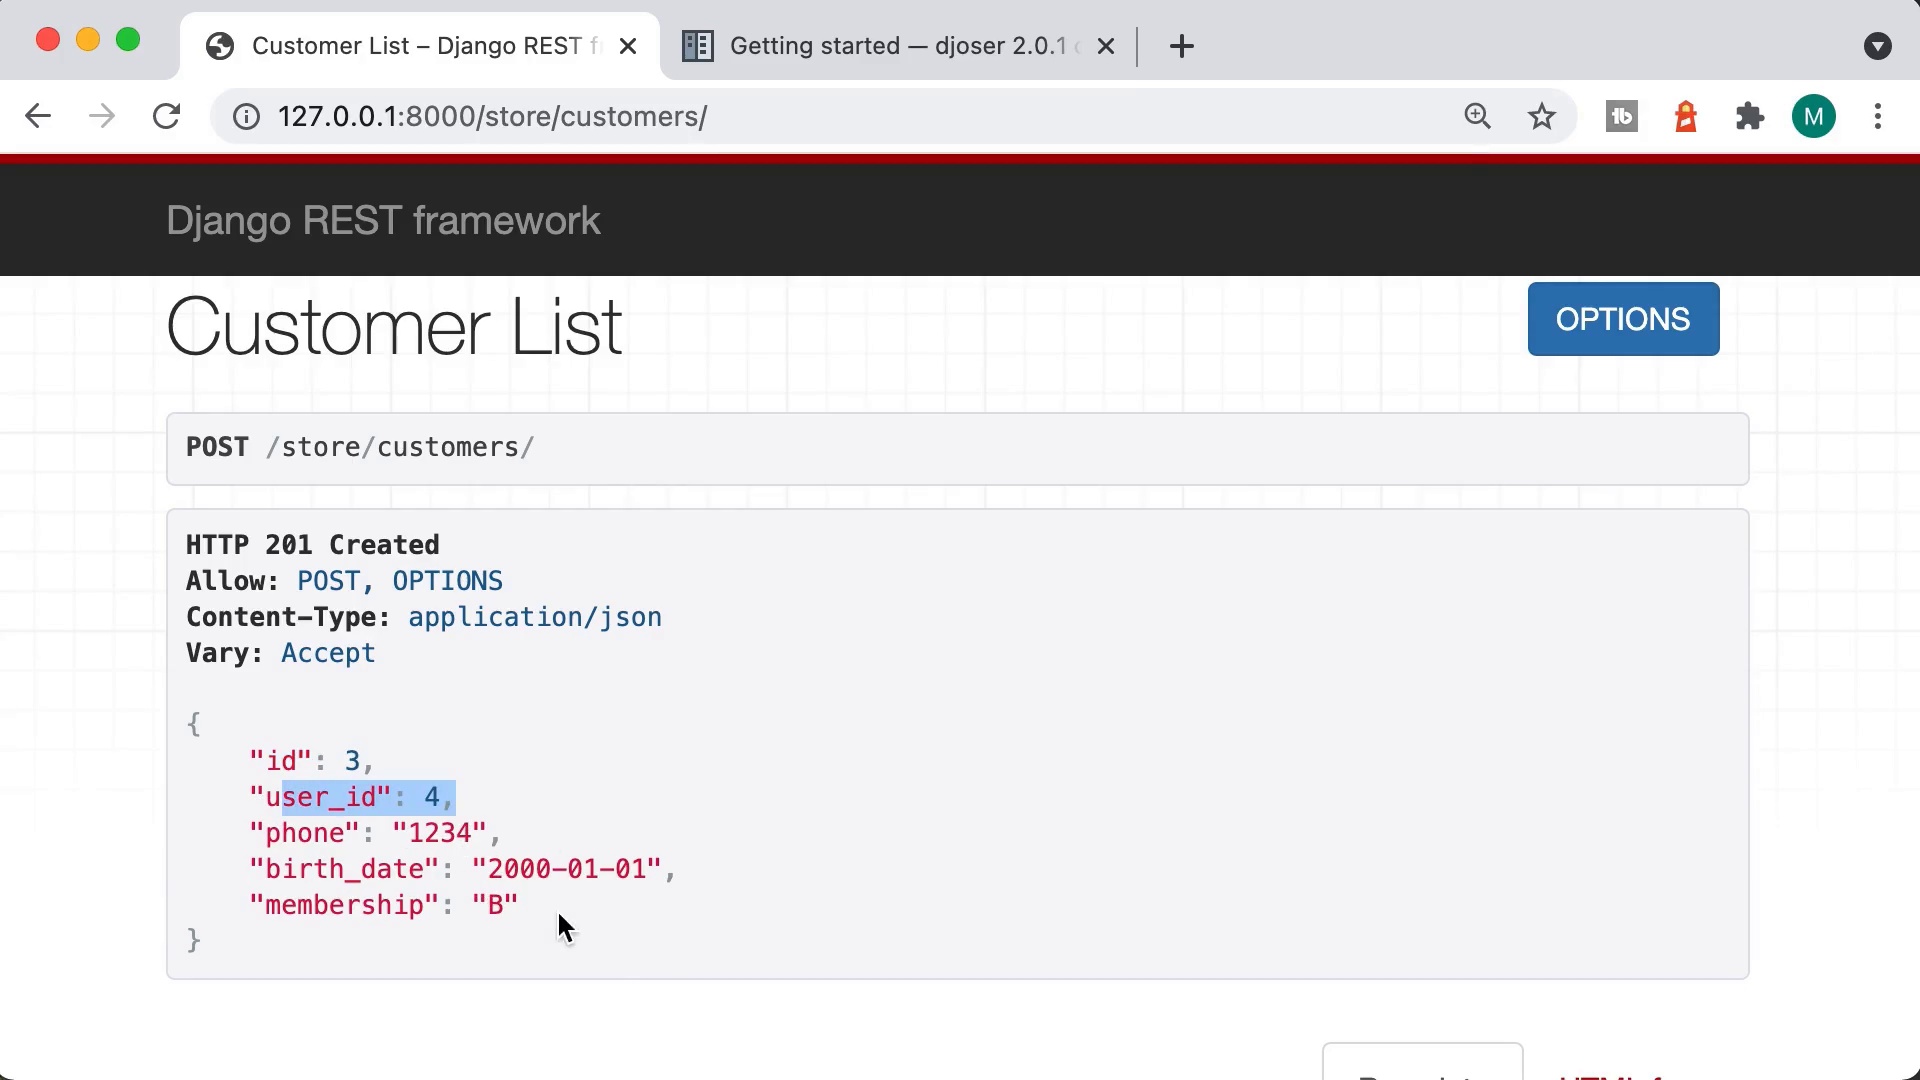 Customer List – Django REST f
Getting started — djoser 2.0.1
127.0.0.1:8000/store/customers/
tb
M
Django REST framework
Customer List
OPTIONS
POST /store/customers/
HTTP 201 Created
Allow: POST, OPTIONS
Content-Type: application/json
Vary: Accept
{
"id": 3,
"user_id": 4,
"phone": "1234",
"birth_date": "2000-01-01",
"membership": "B"
}